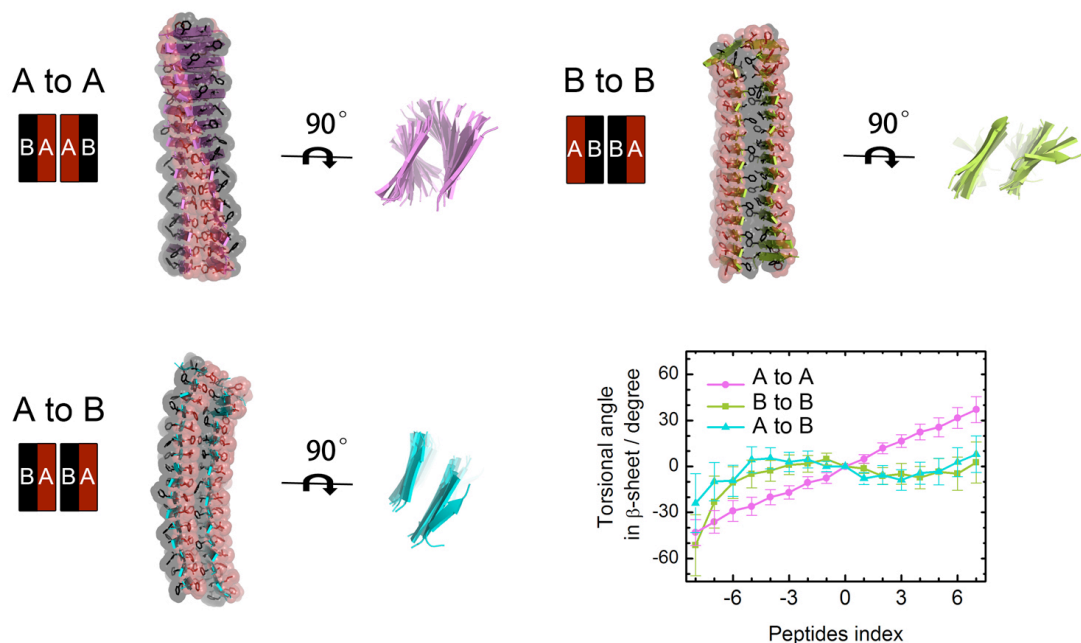 A to A
B A A B
90°
B to B
A B B A
90°
A to B
B A B A
90°
Torsional angle
in β-sheet / degree
60
30
0
-30
-60
A to A
B to B
A to B
-6 -3 0 3 6
Peptides index